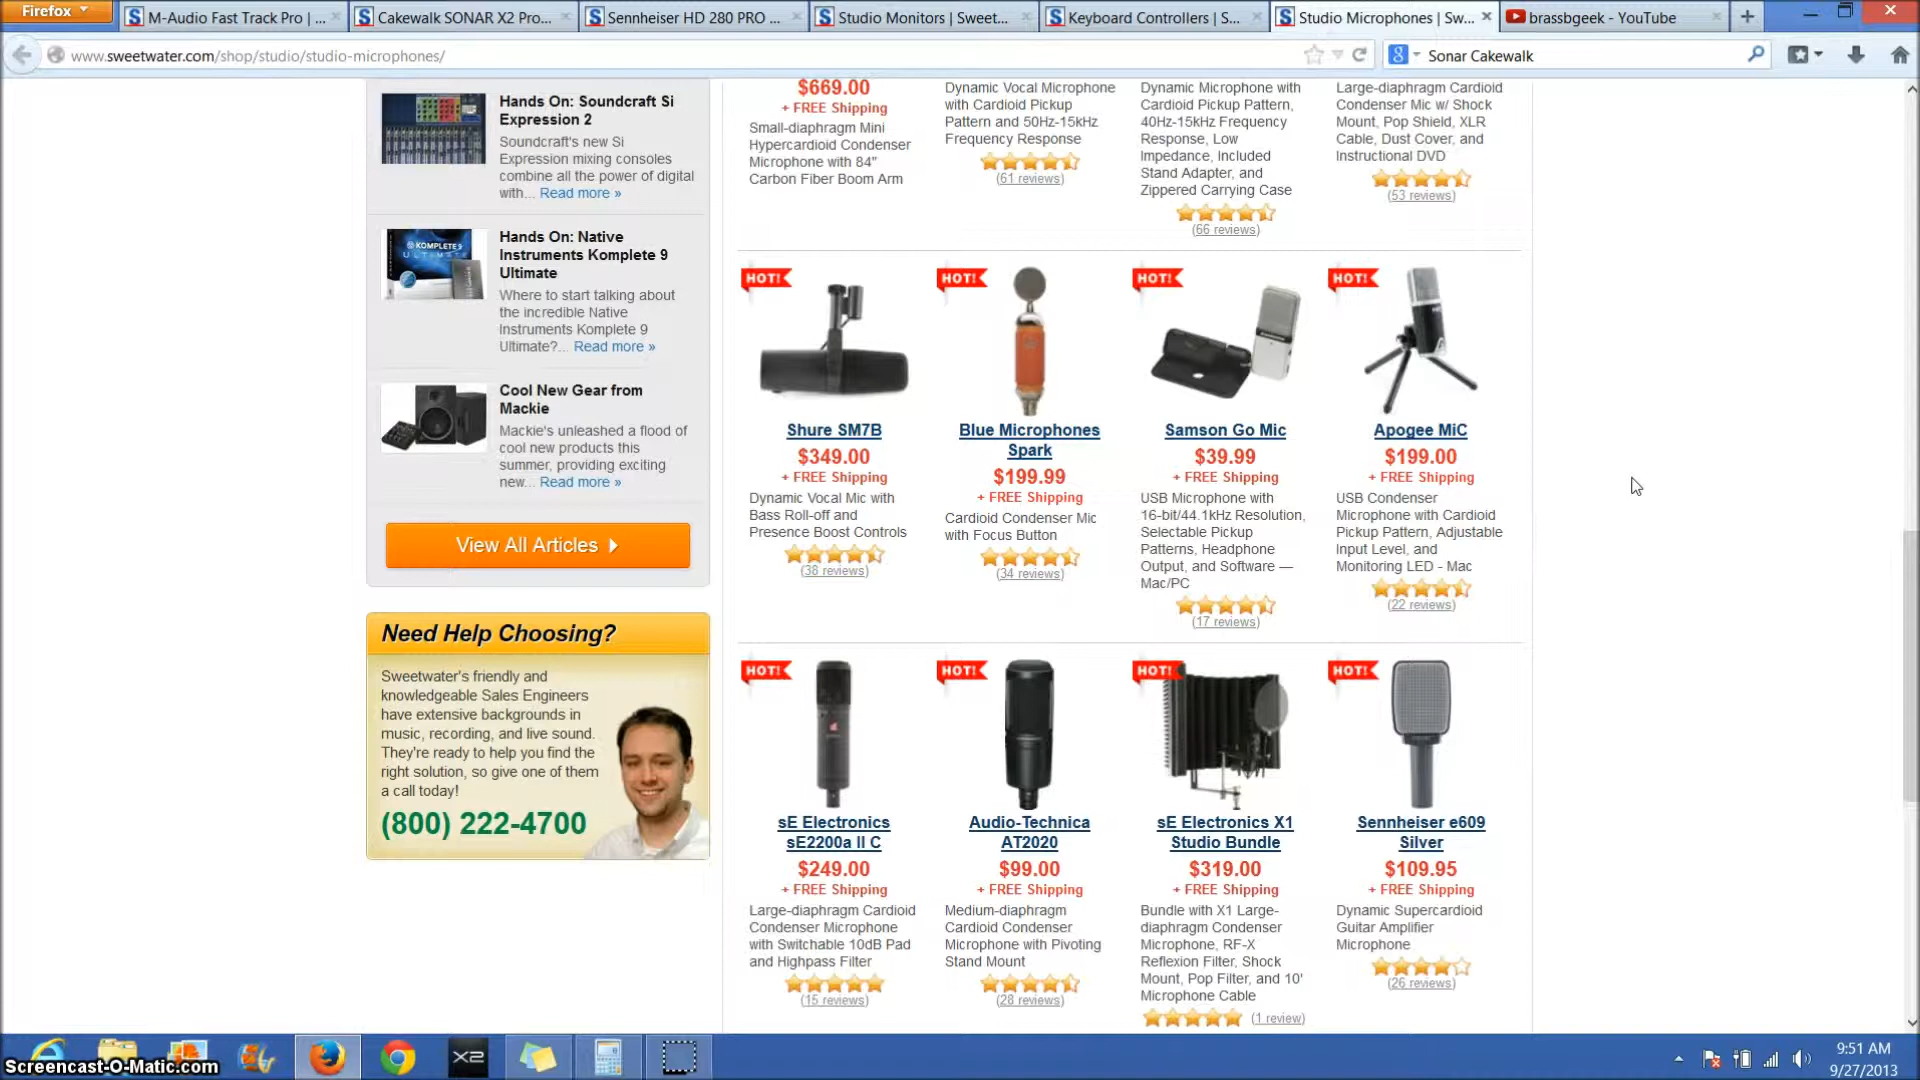 Firefox
M-Audio Fast Track Pro | ...
Cakewalk SONAR X2 Pro...
Sennheiser HD 280 PRO ...
Studio Monitors | Sweet...
Keyboard Controllers | S...
Studio Microphones | Sw...
brassbgeek - YouTube
www.sweetwater.com/shop/studio/studio-microphones/
Sonar Cakewalk
Hands On: Soundcraft Si
Expression 2
Soundcraft's new Si
Expression mixing consoles
combine all the power of digital
with... Read more »
Hands On: Native
Instruments Komplete 9
Ultimate
Where to start talking about
the incredible Native
Instruments Komplete 9
Ultimate?... Read more »
KOMPLETE 9
ULTIMATE
Cool New Gear from
Mackie
Mackie's unleashed a flood of
cool new products this
summer, providing exciting
new... Read more »
View All Articles
Need Help Choosing?
Sweetwater's friendly and
knowledgeable Sales Engineers
have extensive backgrounds in
music, recording, and live sound.
They're ready to help you find the
right solution, so give one of them
a call today!
(800) 222-4700
$669.00
+ FREE Shipping
Small-diaphragm Mini
Hypercardioid Condenser
Microphone with 84"
Carbon Fiber Boom Arm
Dynamic Vocal Microphone
with Cardioid Pickup
Pattern and 50Hz-15kHz
Frequency Response
(61 reviews)
Dynamic Microphone with
Cardioid Pickup Pattern,
40Hz-15kHz Frequency
Response, Low
Impedance, Included
Stand Adapter, and
Zippered Carrying Case
(66 reviews)
Large-diaphragm Cardioid
Condenser Mic w/ Shock
Mount, Pop Shield, XLR
Cable, Dust Cover, and
Instructional DVD
(53 reviews)
HOT!
Shure SM7B
$349.00
+ FREE Shipping
Dynamic Vocal Mic with
Bass Roll-off and
Presence Boost Controls
(38 reviews)
HOT!
Blue Microphones
Spark
$199.99
+ FREE Shipping
Cardioid Condenser Mic
with Focus Button
(34 reviews)
HOT!
Samson Go Mic
$39.99
+ FREE Shipping
USB Microphone with
16-bit/44.1kHz Resolution,
Selectable Pickup
Patterns, Headphone
Output, and Software —
Mac/PC
(17 reviews)
HOT!
Apogee MiC
$199.00
+ FREE Shipping
USB Condenser
Microphone with Cardioid
Pickup Pattern, Adjustable
Input Level, and
Monitoring LED - Mac
(22 reviews)
HOT!
sE Electronics
sE2200a II C
$249.00
+ FREE Shipping
Large-diaphragm Cardioid
Condenser Microphone
with Switchable 10dB Pad
and Highpass Filter
(15 reviews)
HOT!
Audio-Technica
AT2020
$99.00
+ FREE Shipping
Medium-diaphragm
Cardioid Condenser
Microphone with Pivoting
Stand Mount
(28 reviews)
HOT!
sE Electronics X1
Studio Bundle
$319.00
+ FREE Shipping
Bundle with X1 Large-
diaphragm Condenser
Microphone, RF-X
Reflexion Filter, Shock
Mount, Pop Filter, and 10'
Microphone Cable
(1 review)
HOT!
Sennheiser e609
Silver
$109.95
+ FREE Shipping
Dynamic Supercardioid
Guitar Amplifier
Microphone
(26 reviews)
Screencast-O-Matic.com
X2
9:51 AM
9/27/2013